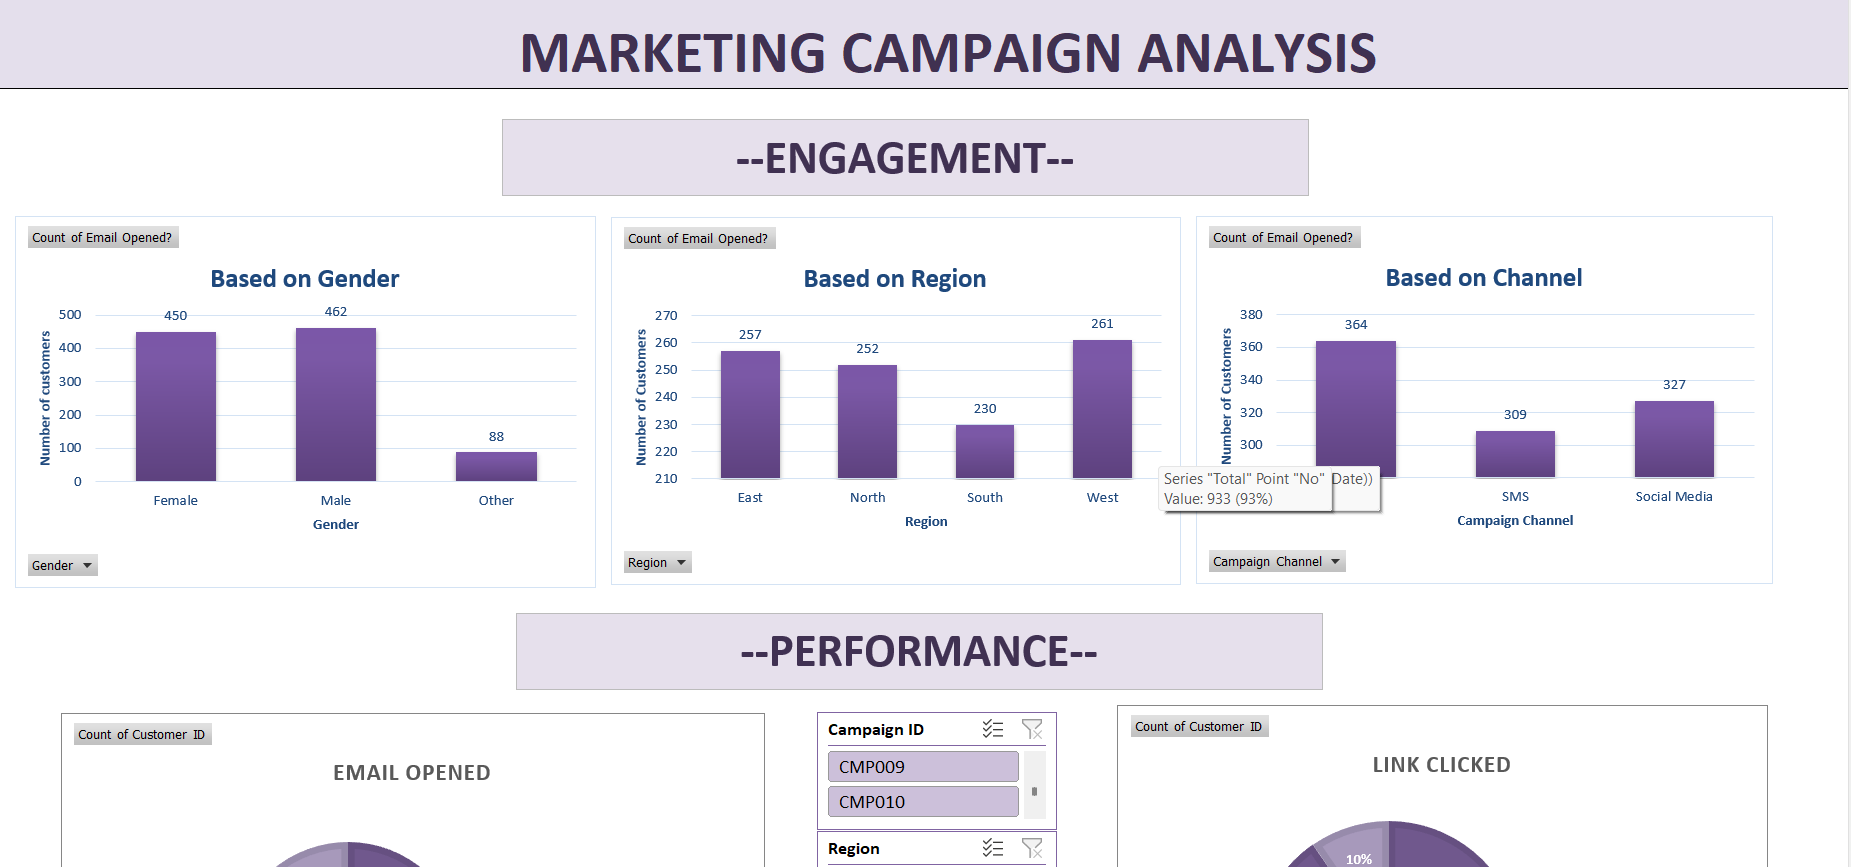 MARKETING CAMPAIGN ANALYSIS
--ENGAGEMENT--
Count of Email Opened?
Based on Gender
Number of customers
500
400
300
200
100
0
450
462
88
Female
Male
Other
Gender
Gender
Count of Email Opened?
Based on Region
Number of Customers
270
260
250
240
230
220
210
257
252
230
261
East
North
South
West
Region
Region
Count of Email Opened?
Based on Channel
Number of Customers
380
360
340
320
300
364
309
327
SMS
Social Media
Campaign Channel
Campaign Channel
Series "Total" Point "No" Date))
Value: 933 (93%)
--PERFORMANCE--
Count of Customer ID
EMAIL OPENED
Campaign ID
CMP009
CMP010
Region
Count of Customer ID
LINK CLICKED
10%